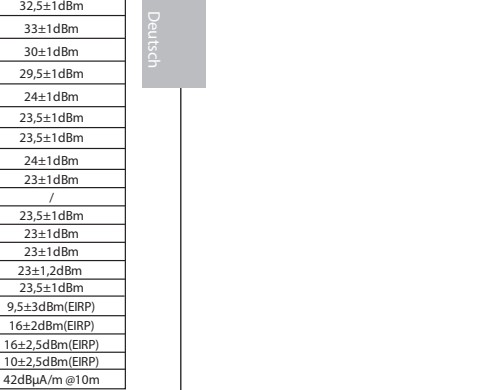 32,5±1dBm
33±1dBm
30±1dBm
29,5±1dBm
24±1dBm
23,5±1dBm
23,5±1dBm
24±1dBm
23±1dBm
/
23,5±1dBm
23±1dBm
23±1dBm
23±1,2dBm
23,5±1dBm
9,5±3dBm(EIRP)
16±2dBm(EIRP)
16±2,5dBm(EIRP)
10±2,5dBm(EIRP)
42dBμA/m @10m
Deutsch